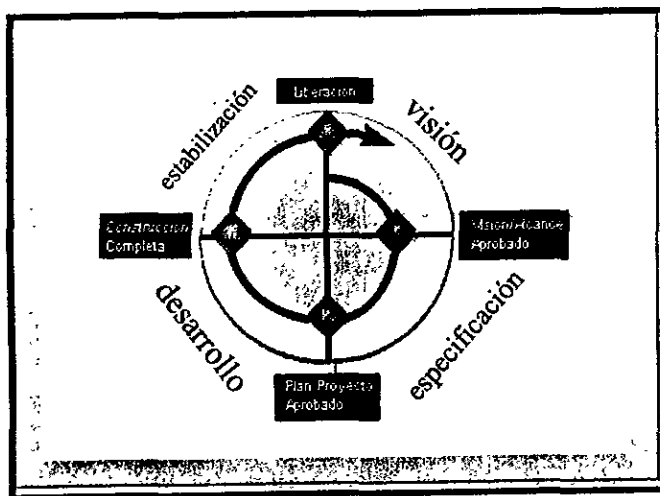 Liberación
visión
estabilización
Construcción
Completa
Visión/Alcance
Aprobado
desarrollo
especificación
Plan Proyecto
Aprobado